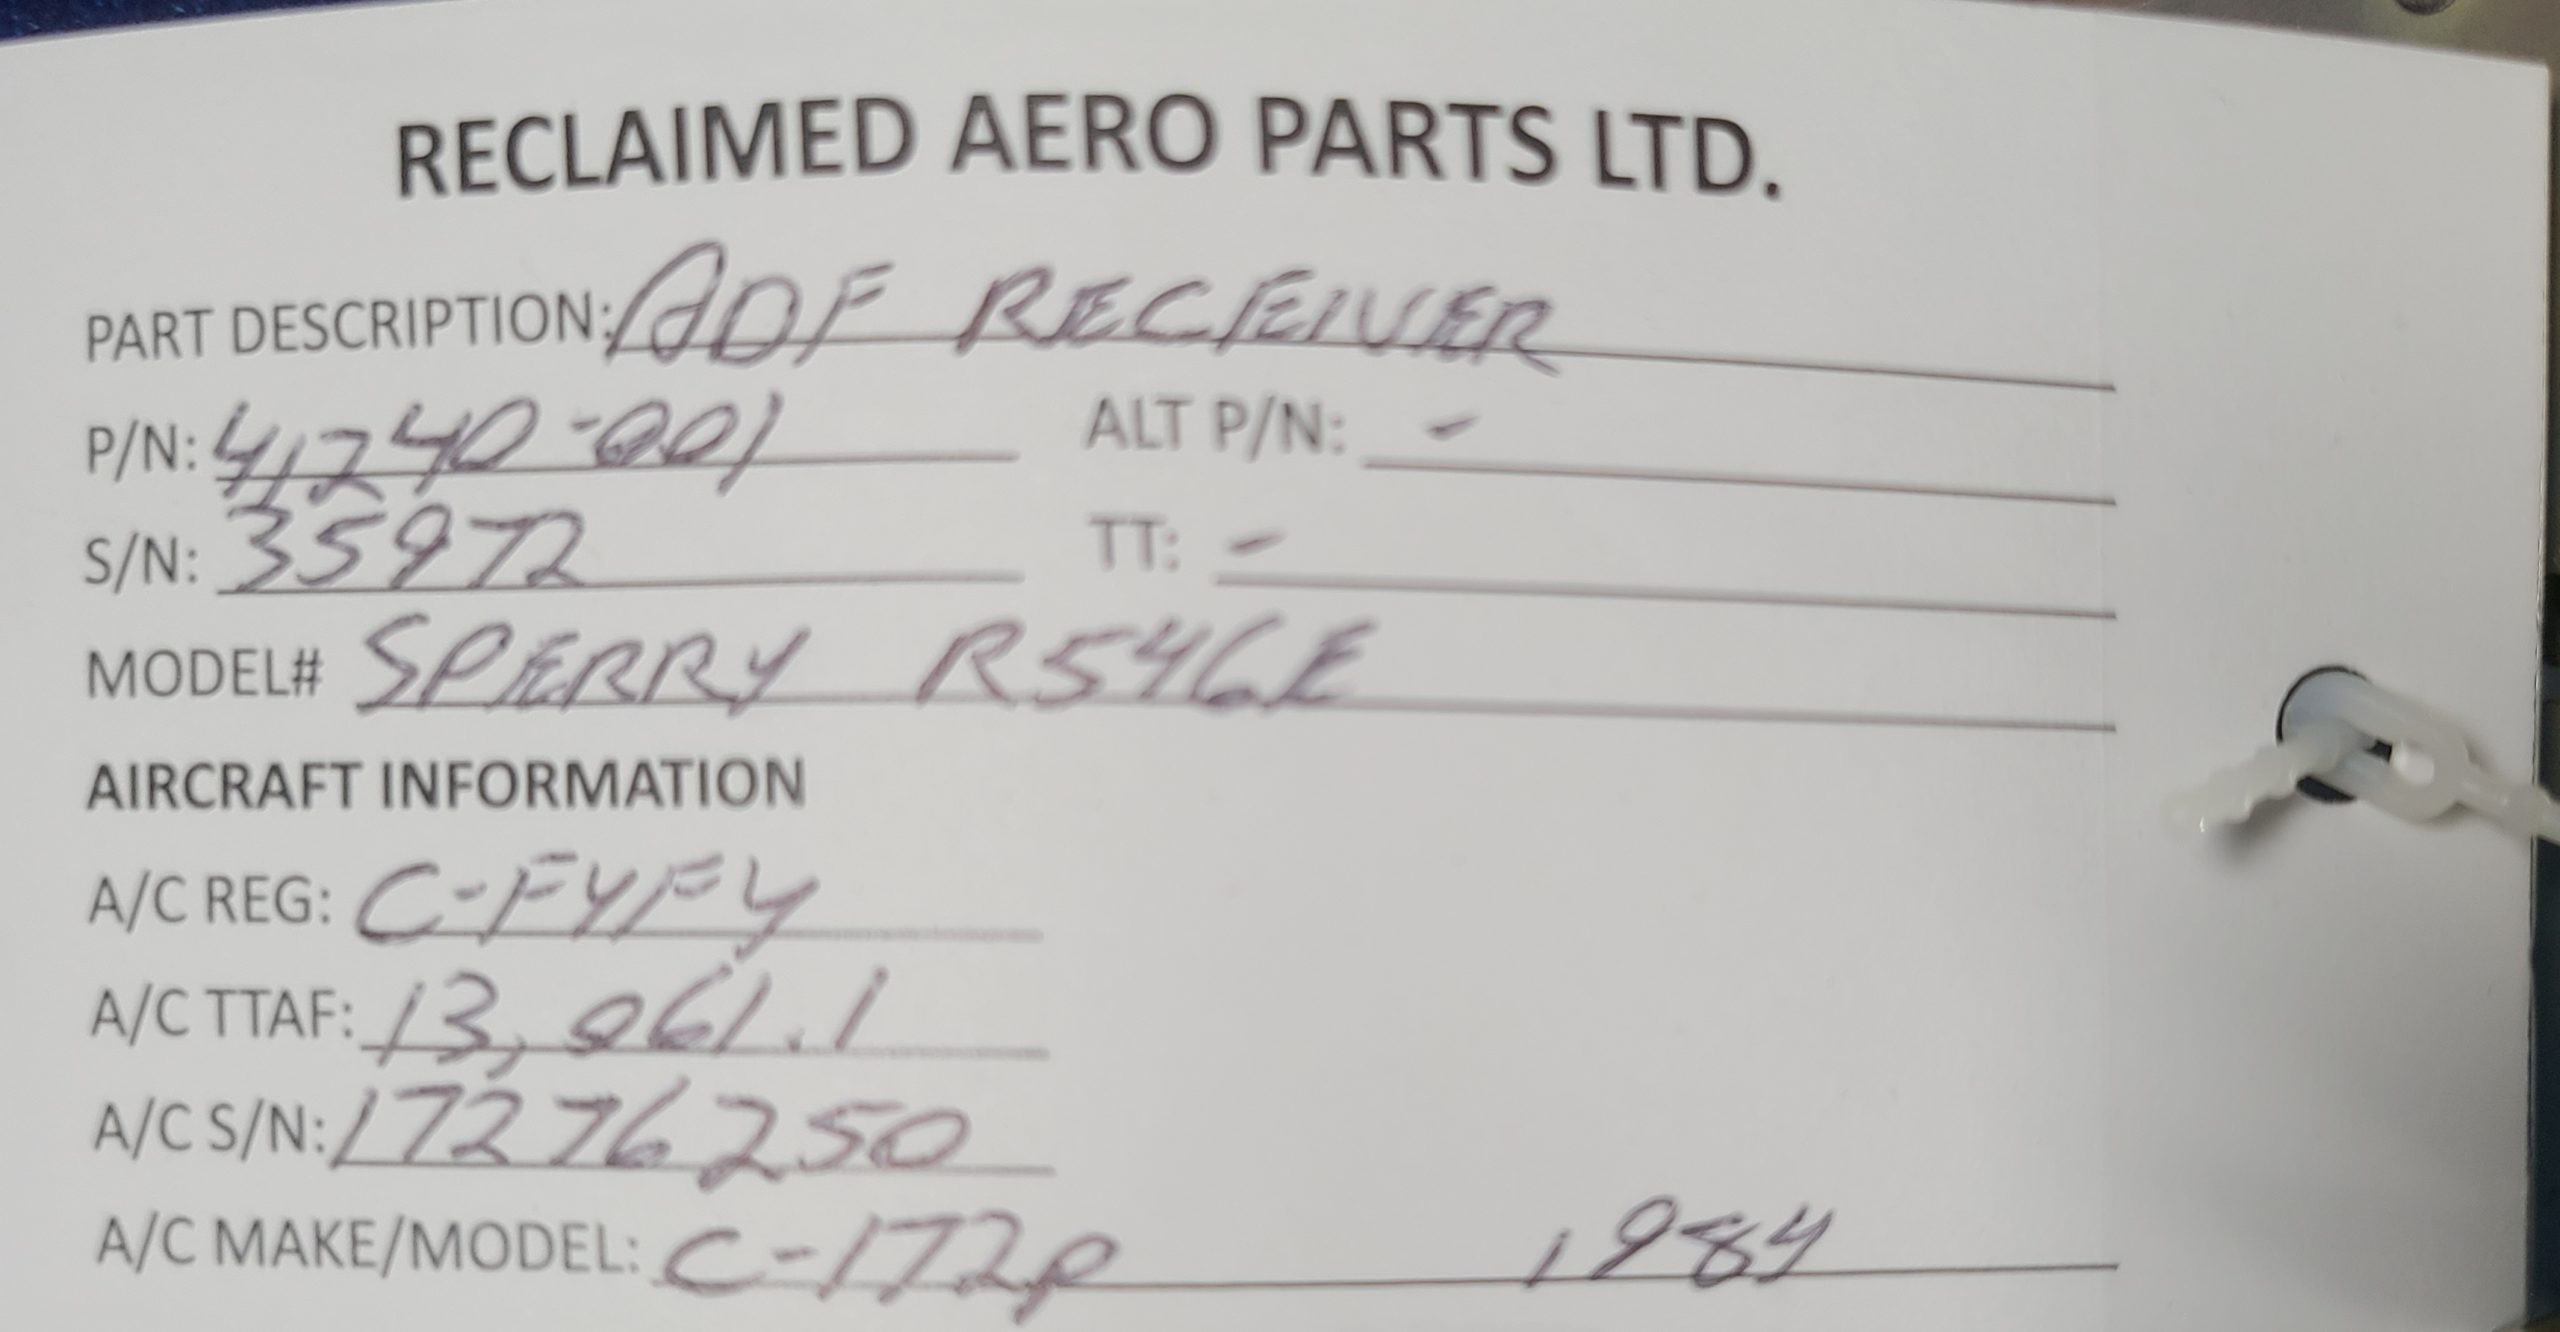 RECLAIMED AERO PARTS LTD.
PART DESCRIPTION: ADF RECEIVER
P/N: 41240-001 ALT P/N: -
S/N: 35972 TT: -
MODEL# SPERRY R546E
AIRCRAFT INFORMATION
A/C REG: C-FYFY
A/C TTAF: 13,061.1
A/C S/N: 17276250
A/C MAKE/MODEL: C-172P 1984